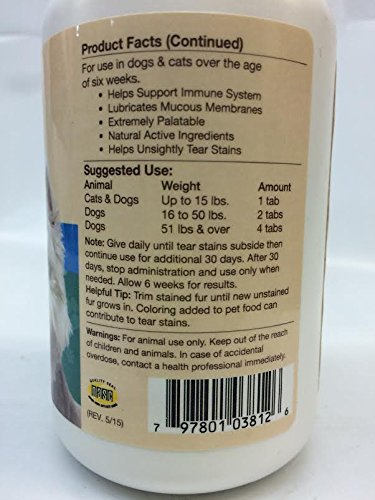 Product Facts (Continued)
For use in dogs & cats over the age
of six weeks.
• Helps Support Immune System
• Lubricates Mucous Membranes
• Extremely Palatable
• Natural Active Ingredients
• Helps Unsightly Tear Stains
Suggested Use:
Animal Weight Amount
Cats & Dogs Up to 15 lbs. 1 tab
Dogs 16 to 50 lbs. 2 tabs
Dogs 51 lbs & over 4 tabs
Note: Give daily until tear stains subside then
continue use for additional 30 days. After 30
days, stop administration and use only when
needed. Allow 6 weeks for results.
Helpful Tip: Trim stained fur until new unstained
fur grows in. Coloring added to pet food can
contribute to tear stains.
Warnings: For animal use only. Keep out of the reach
of children and animals. In case of accidental
overdose, contact a health professional immediately.
QUALITY SEAL
(REV. 5/15)
7 97801 03812 6